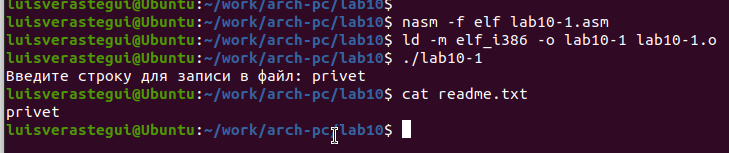 luisverastegui@Ubuntu:~/work/arch-pc/lab10$
luisverastegui@Ubuntu:~/work/arch-pc/lab10$ nasm -f elf lab10-1.asm
luisverastegui@Ubuntu:~/work/arch-pc/lab10$ ld -m elf_i386 -o lab10-1 lab10-1.o
luisverastegui@Ubuntu:~/work/arch-pc/lab10$ ./lab10-1
Введите строку для записи в файл: privet
luisverastegui@Ubuntu:~/work/arch-pc/lab10$ cat readme.txt
privet
luisverastegui@Ubuntu:~/work/arch-pc/lab10$